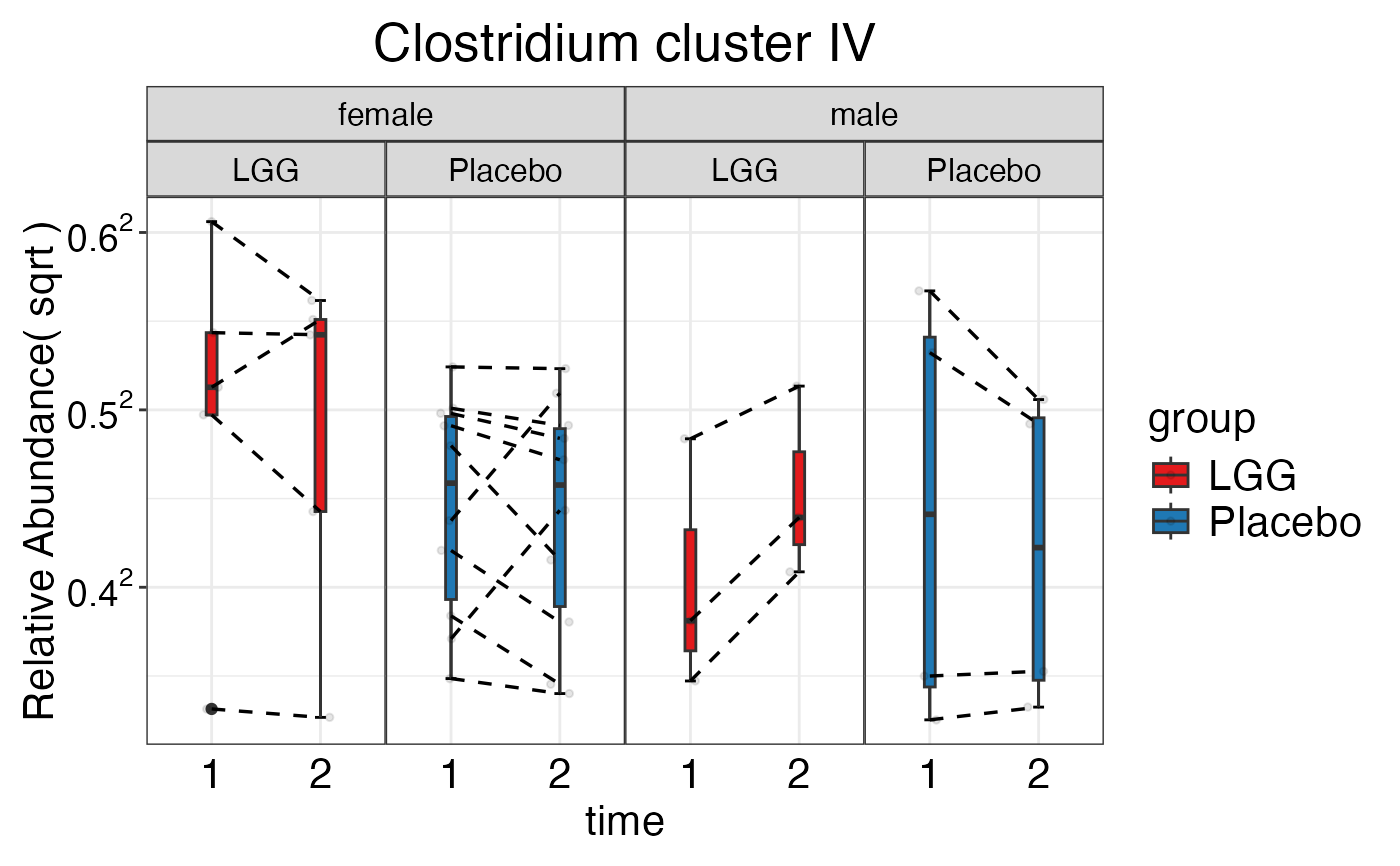 Clostridium cluster IV
female male
LGG Placebo LGG Placebo
Relative Abundance( sqrt )
0.6²
0.5²
0.4²
1 2 1 2 1 2 1 2
time
group
LGG
Placebo